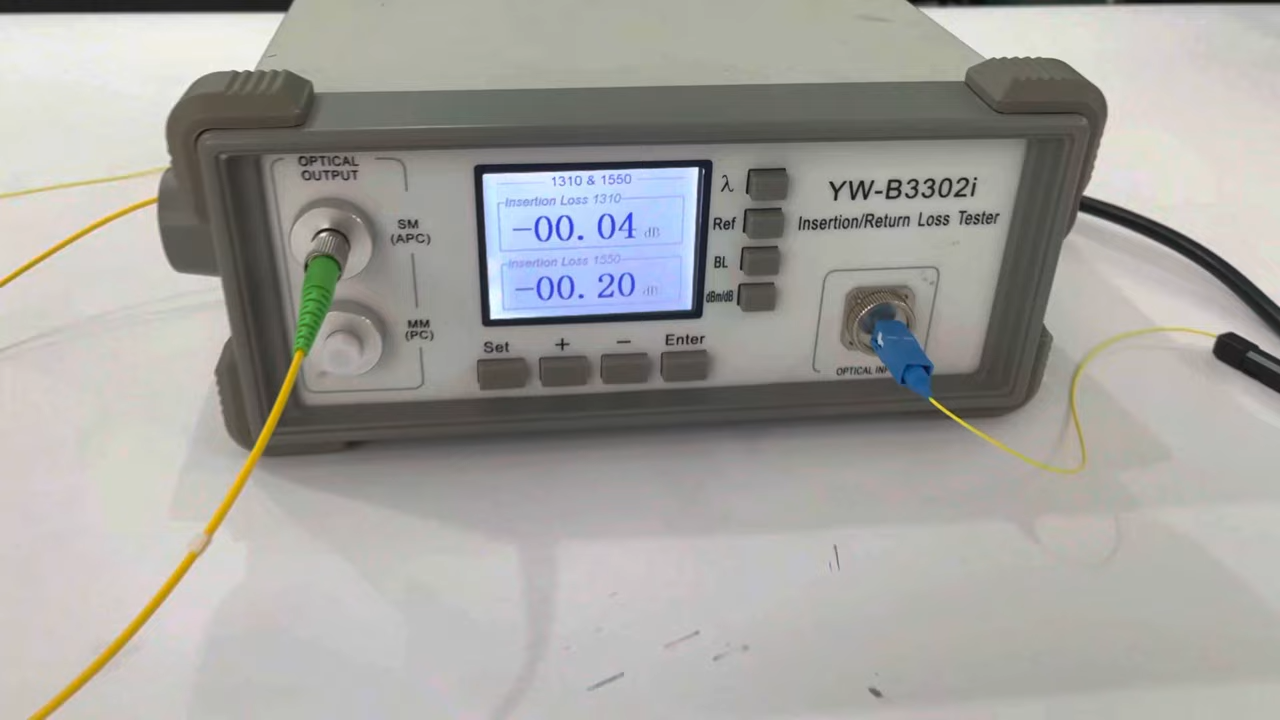 OPTICAL
OUTPUT
SM
(APC)
MM
(PC)
1310 & 1550
Insertion Loss 1310
-00.04 dB
Insertion Loss 1550
-00.20 dB
λ
Ref
BL
dBm/dB
Set
+
−
Enter
YW-B3302i
Insertion/Return Loss Tester
OPTICAL